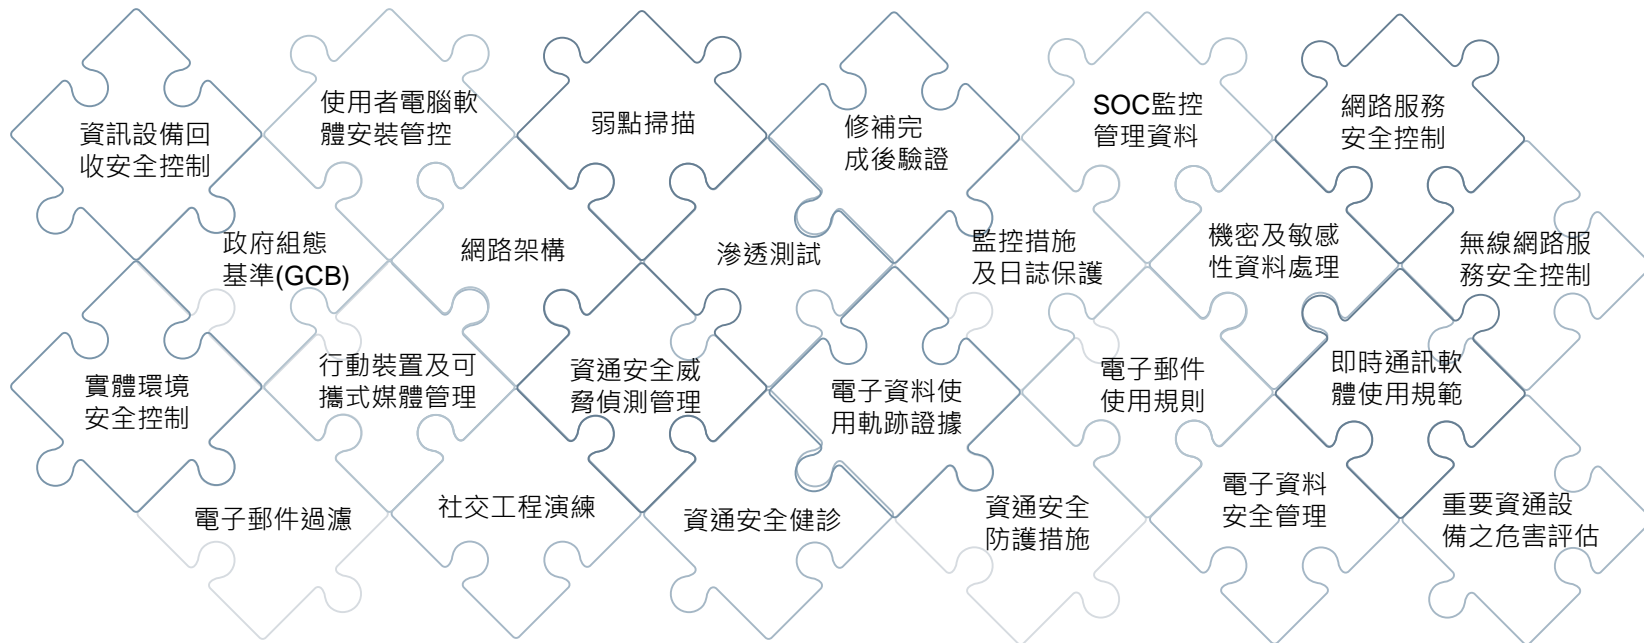 資訊設備回
收安全控制
使用者電腦軟
體安裝管控
弱點掃描
修補完
成後驗證
SOC監控
管理資料
網路服務
安全控制
政府組態
基準(GCB)
網路架構
滲透測試
監控措施
及日誌保護
機密及敏感
性資料處理
無線網路服
務安全控制
實體環境
安全控制
行動裝置及可
攜式媒體管理
資通安全威
脅偵測管理
電子資料使
用軌跡證據
電子郵件
使用規則
即時通訊軟
體使用規範
電子郵件過濾
社交工程演練
資通安全健診
資通安全
防護措施
電子資料
安全管理
重要資通設
備之危害評估